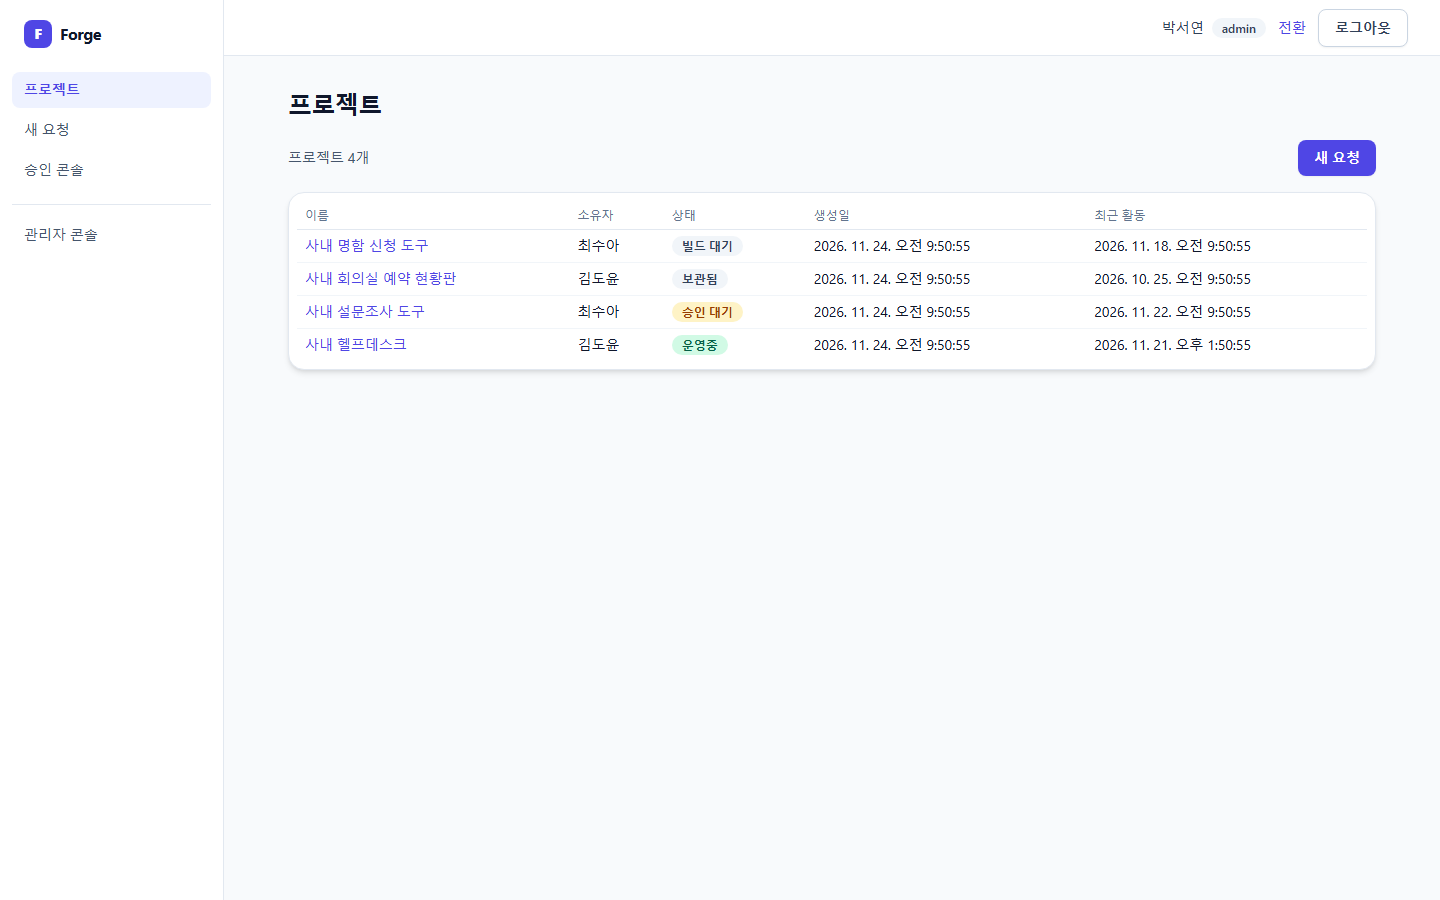 F Forge
박서연 admin 전환 로그아웃
프로젝트
새 요청
승인 콘솔
관리자 콘솔
프로젝트
프로젝트 4개
새 요청
이름 소유자 상태 생성일 최근 활동
사내 명함 신청 도구 최수아 빌드 대기 2026. 11. 24. 오전 9:50:55 2026. 11. 18. 오전 9:50:55
사내 회의실 예약 현황판 김도윤 보관됨 2026. 11. 24. 오전 9:50:55 2026. 10. 25. 오전 9:50:55
사내 설문조사 도구 최수아 승인 대기 2026. 11. 24. 오전 9:50:55 2026. 11. 22. 오전 9:50:55
사내 헬프데스크 김도윤 운영중 2026. 11. 24. 오전 9:50:55 2026. 11. 21. 오후 1:50:55